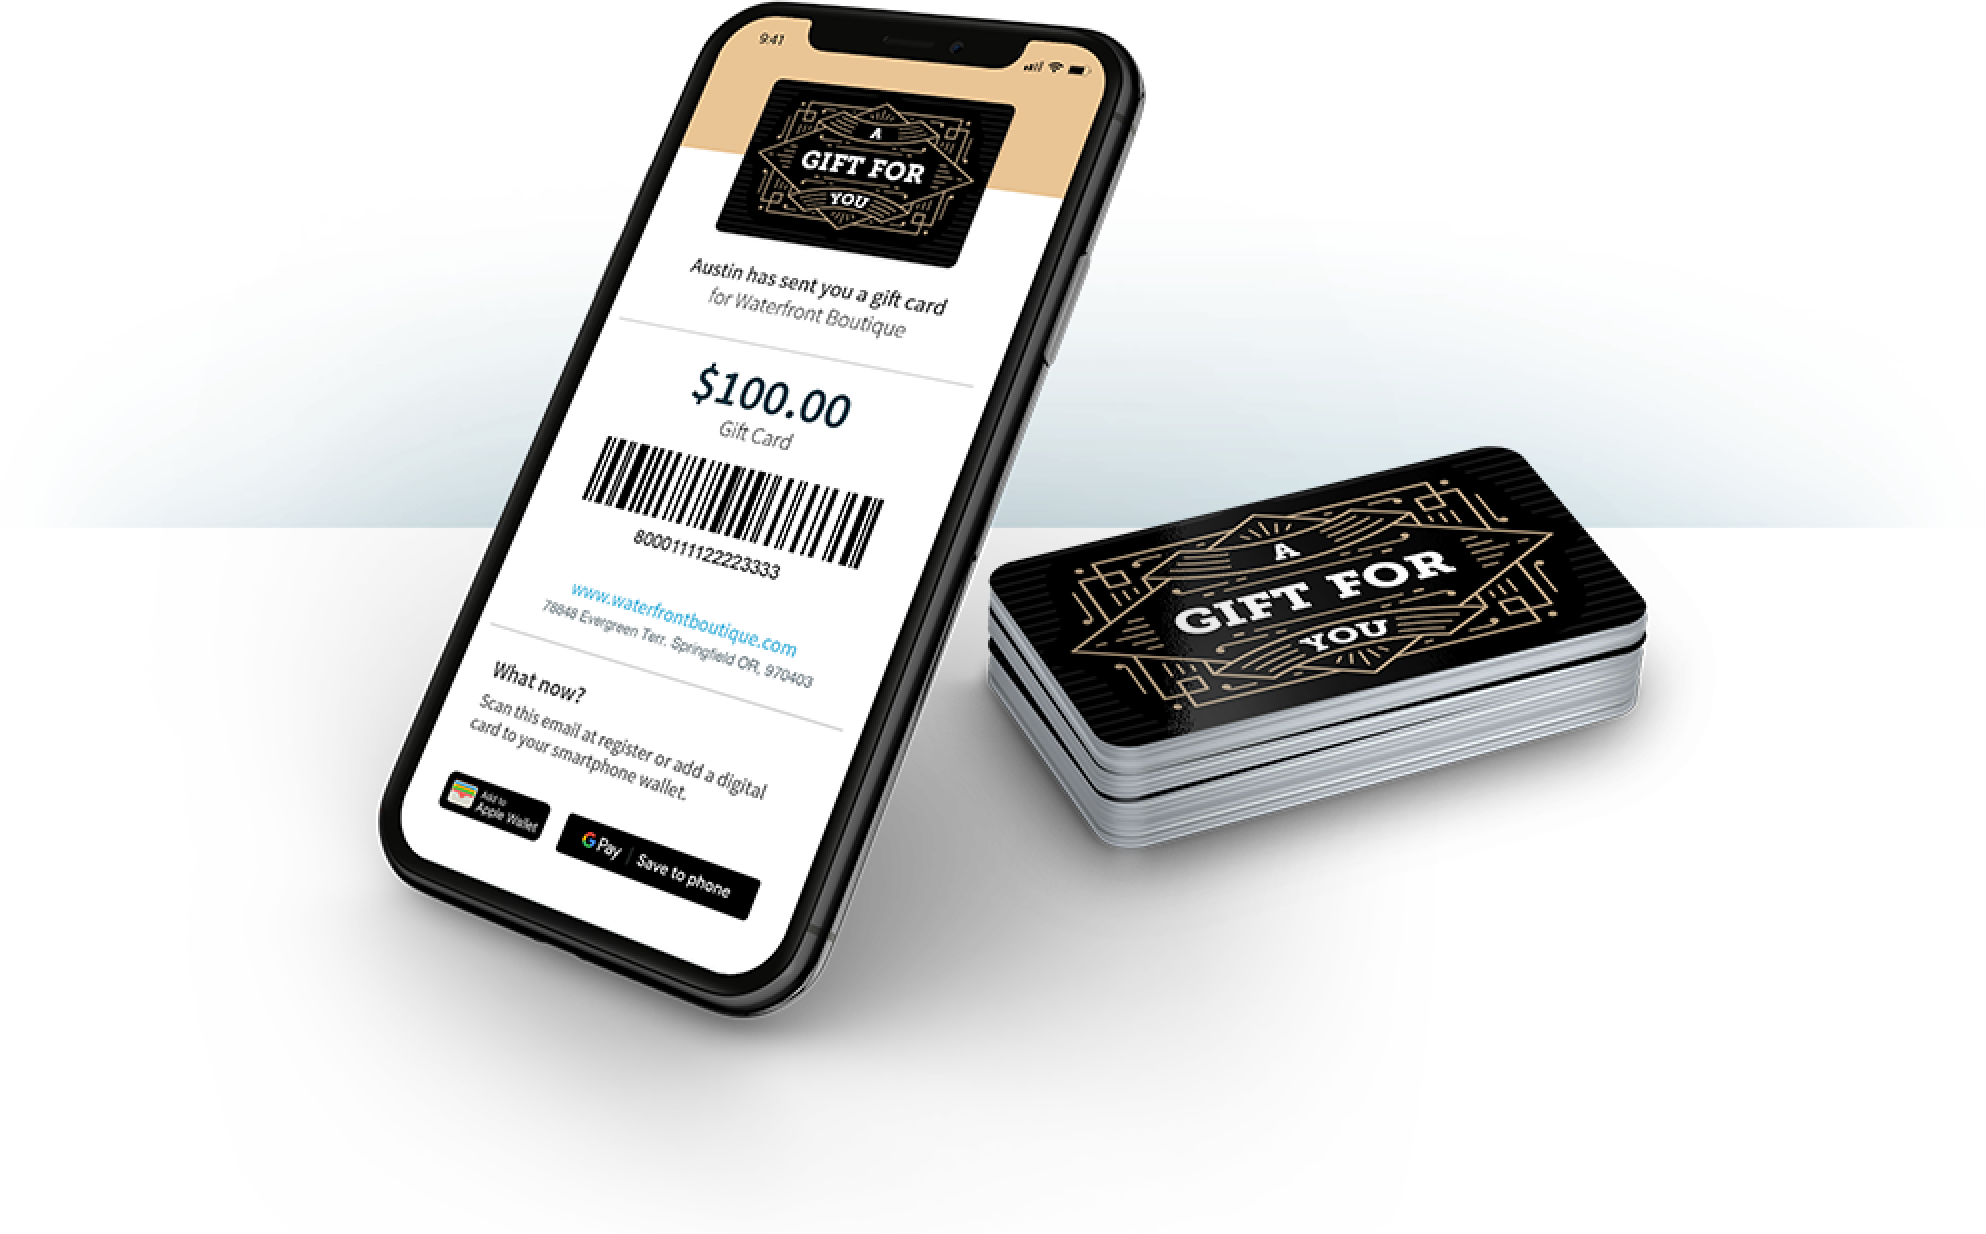 9:41
A
GIFT FOR
YOU
Austin has sent you a gift card
for Waterfront Boutique
$100.00
Gift Card
8000111122223333
www.waterfrontboutique.com
78848 Evergreen Terr. Springfield OR, 970403
What now?
Scan this email at register or add a digital
card to your smartphone wallet.
Add to
Apple Wallet
G Pay | Save to phone
A
GIFT FOR
YOU